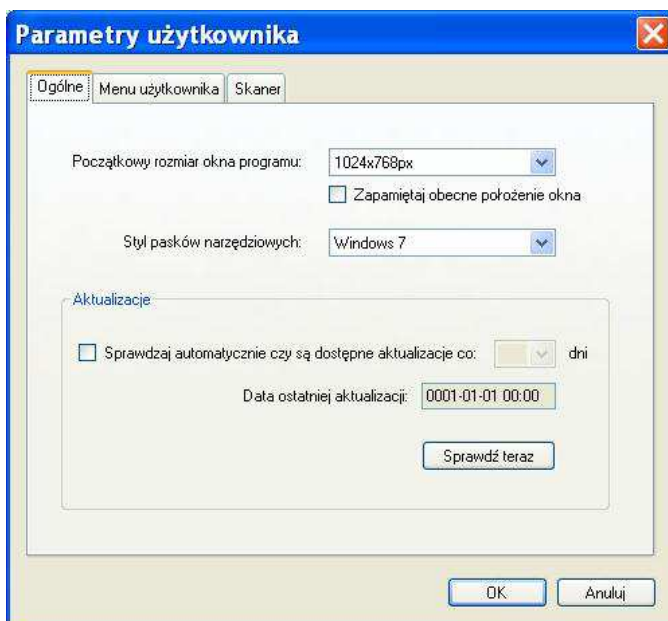 Parametry użytkownika
Ogólne Menu użytkownika Skaner
Początkowy rozmiar okna programu: 1024x768px
Zapamiętaj obecne położenie okna
Styl pasków narzędziowych: Windows 7
Aktualizacje
Sprawdzaj automatycznie czy są dostępne aktualizacje co: dni
Data ostatniej aktualizacji: 0001-01-01 00:00
Sprawdź teraz
OK Anuluj